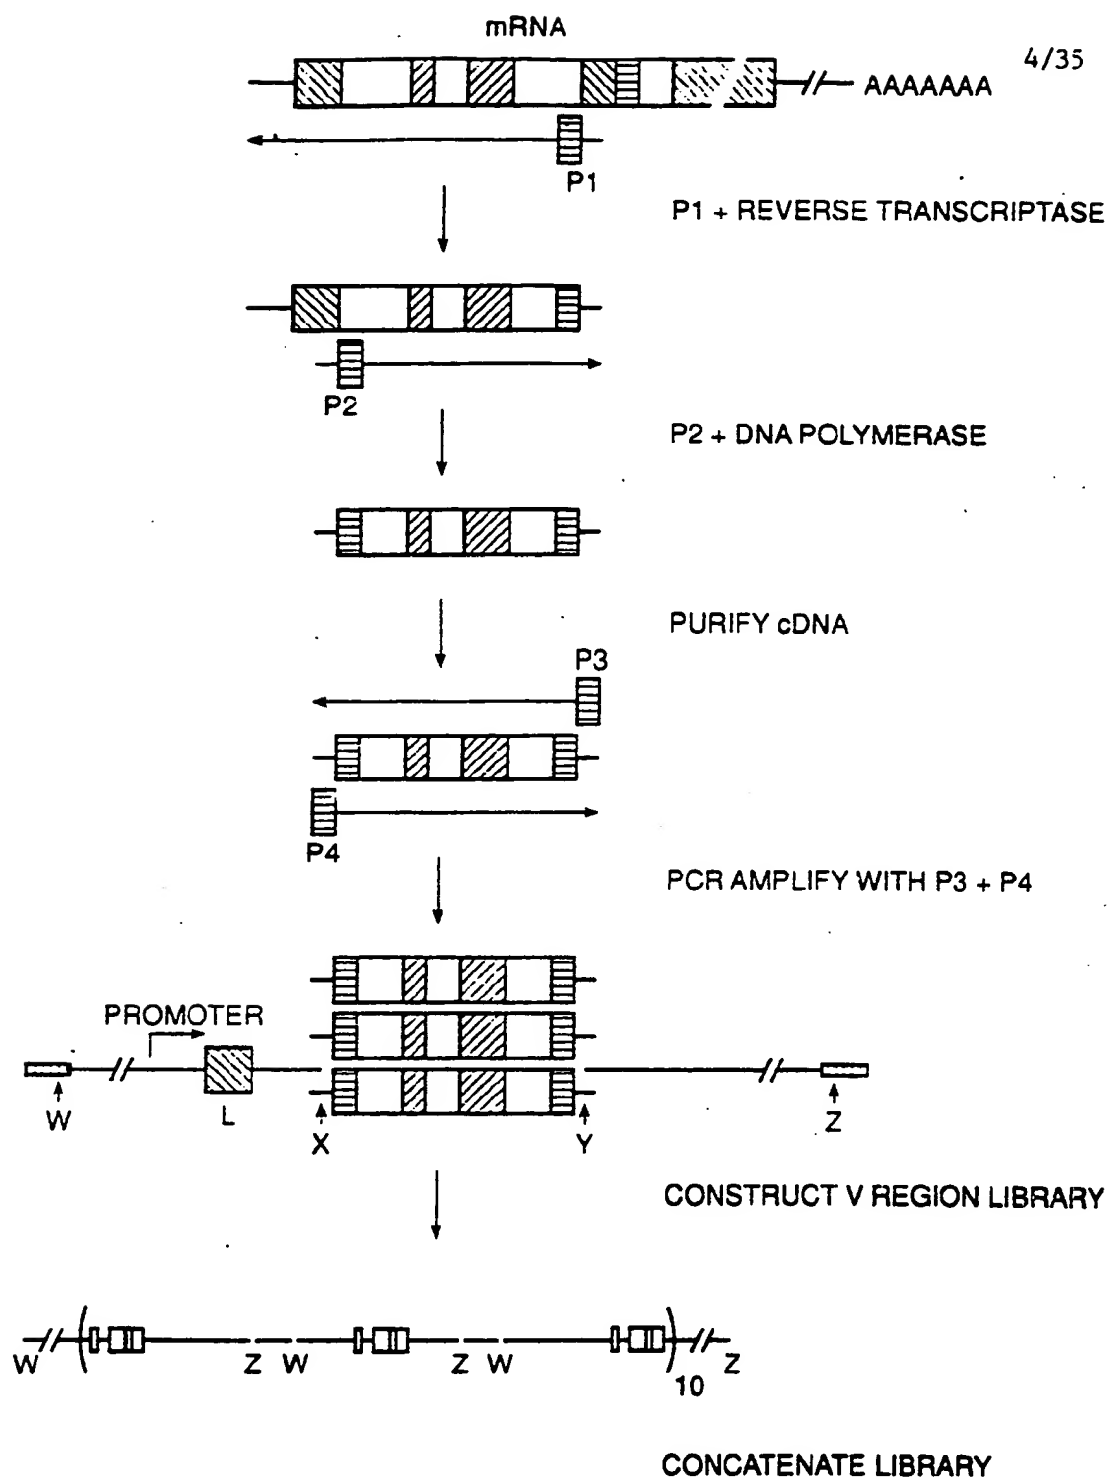 mRNA
4/35
AAAAAAA
P1
P1 + REVERSE TRANSCRIPTASE
P2
P2 + DNA POLYMERASE
PURIFY cDNA
P3
P4
PCR AMPLIFY WITH P3 + P4
PROMOTER
W
L
X
Y
Z
CONSTRUCT V REGION LIBRARY
W
Z W
Z W
10
Z
CONCATENATE LIBRARY